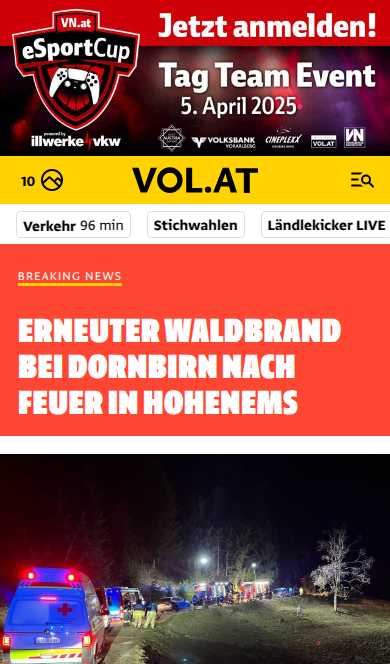 VN.at
eSportCup
powered by
illwerke vkw
Jetzt anmelden!
Tag Team Event
5. April 2025
VOLKSBANK
VORARLBERG
CINEPLEXX
VOL.AT
VN
10
VOL.AT
Verkehr 96 min
Stichwahlen
Ländlekicker LIVE
BREAKING NEWS
ERNEUTER WALDBRAND
BEI DORNBIRN NACH
FEUER IN HOHENEMS